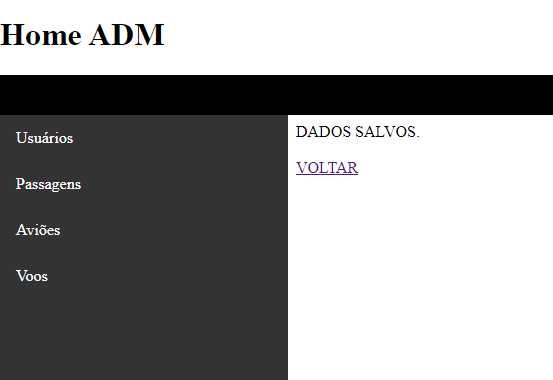 Home ADM
Usuários
Passagens
Aviões
Voos
DADOS SALVOS.
VOLTAR